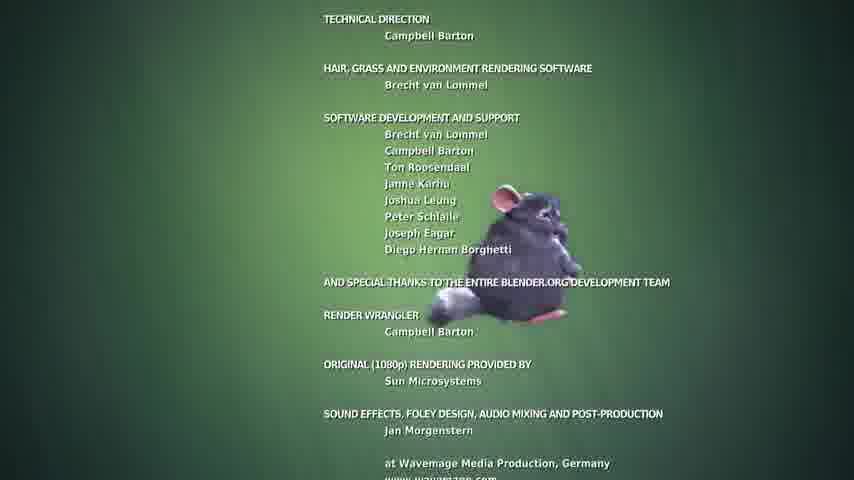 TECHNICAL DIRECTION
Campbell Barton
HAIR, GRASS AND ENVIRONMENT RENDERING SOFTWARE
Brecht van Lommel
SOFTWARE DEVELOPMENT AND SUPPORT
Brecht van Lommel
Campbell Barton
Ton Roosendaal
Janne Karhu
Joshua Leung
Peter Schlaile
Joseph Eagar
Diego Hernan Borghetti
AND SPECIAL THANKS TO THE ENTIRE BLENDER.ORG DEVELOPMENT TEAM
RENDER WRANGLER
Campbell Barton
ORIGINAL (1080p) RENDERING PROVIDED BY
Sun Microsystems
SOUND EFFECTS, FOLEY DESIGN, AUDIO MIXING AND POST-PRODUCTION
Jan Morgenstern
at Wavemage Media Production, Germany